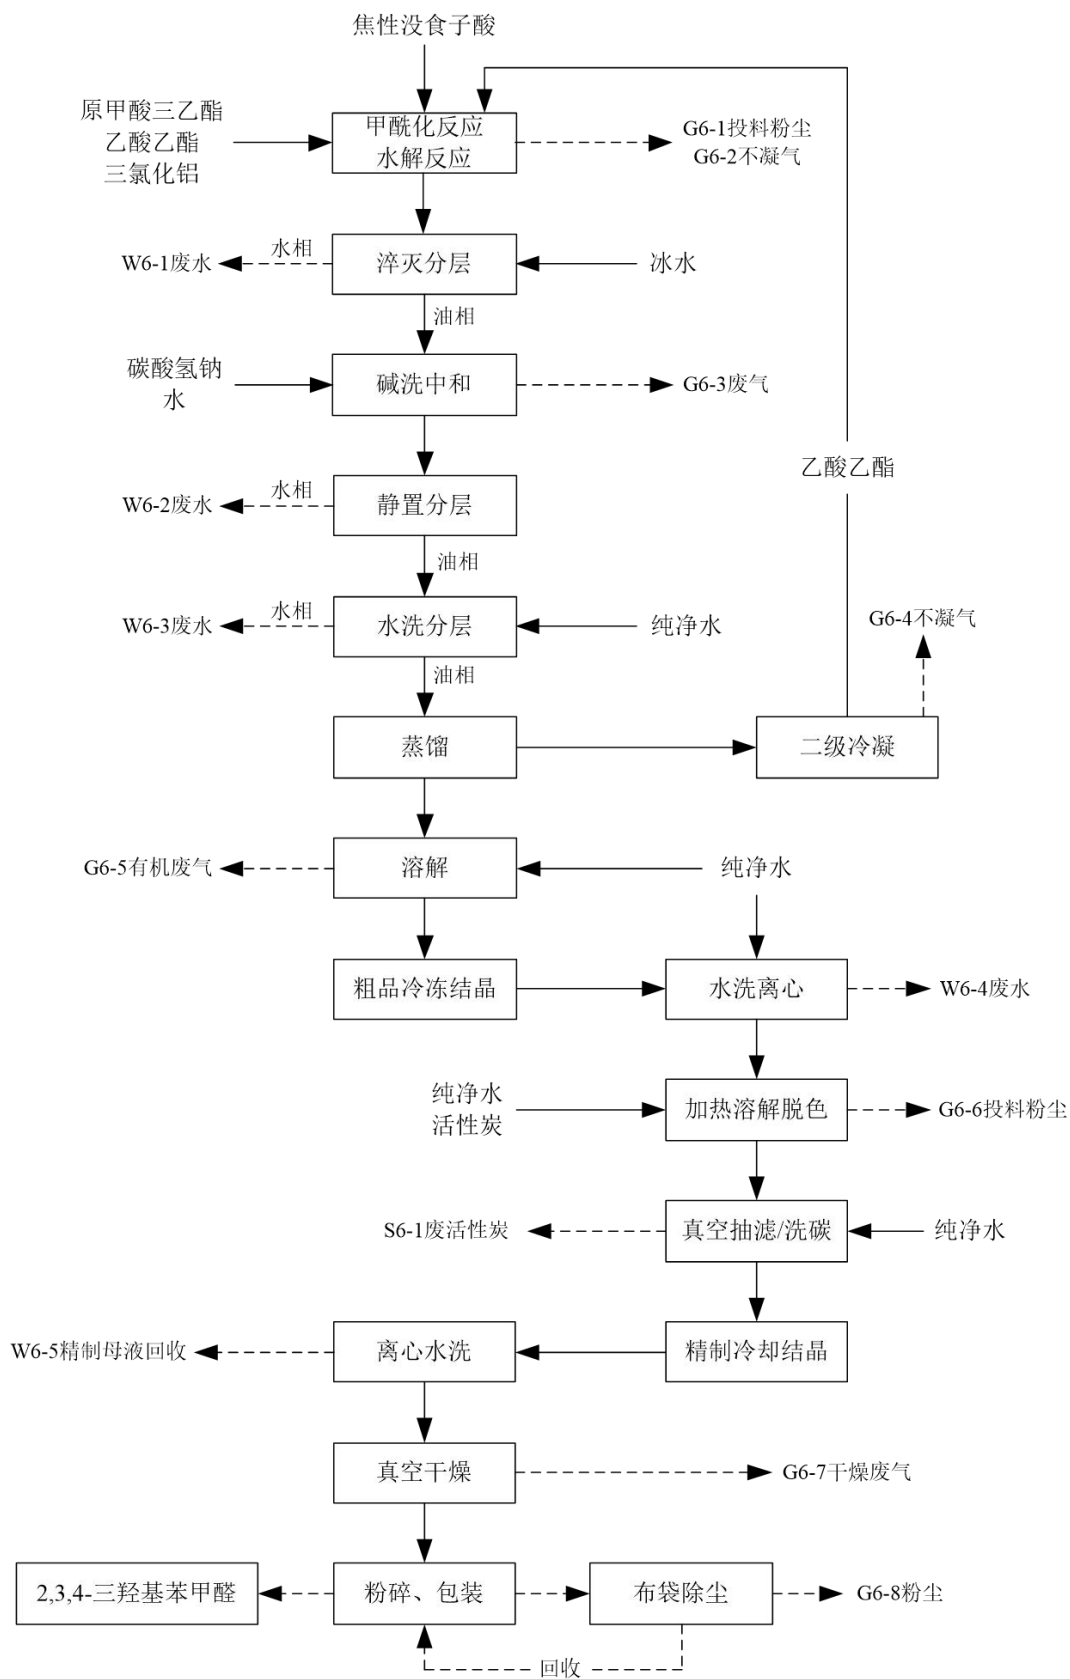 焦性没食子酸
原甲酸三乙酯
乙酸乙酯
三氯化铝
甲酰化反应
水解反应
G6-1投料粉尘
G6-2不凝气
W6-1废水
水相
淬灭分层
冰水
油相
碳酸氢钠
水
碱洗中和
G6-3废气
乙酸乙酯
W6-2废水
水相
静置分层
油相
W6-3废水
水相
水洗分层
纯净水
G6-4不凝气
油相
蒸馏
二级冷凝
G6-5有机废气
溶解
纯净水
粗品冷冻结晶
水洗离心
W6-4废水
纯净水
活性炭
加热溶解脱色
G6-6投料粉尘
S6-1废活性炭
真空抽滤/洗碳
纯净水
W6-5精制母液回收
离心水洗
精制冷却结晶
真空干燥
G6-7干燥废气
2,3,4-三羟基苯甲醛
粉碎、包装
布袋除尘
G6-8粉尘
回收